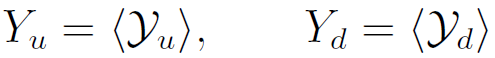 Y_u = ⟨𝒴_u⟩,  Y_d = ⟨𝒴_d⟩